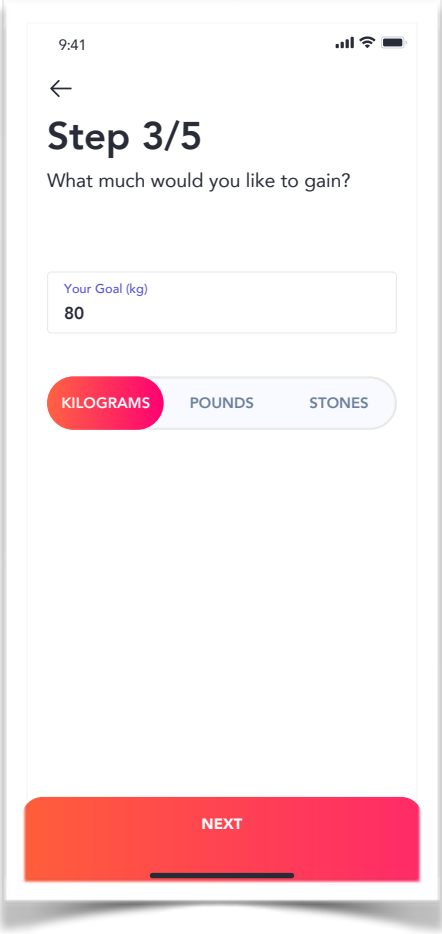 9:41
Step 3/5
What much would you like to gain?
Your Goal (kg)
80
KILOGRAMS POUNDS STONES
NEXT